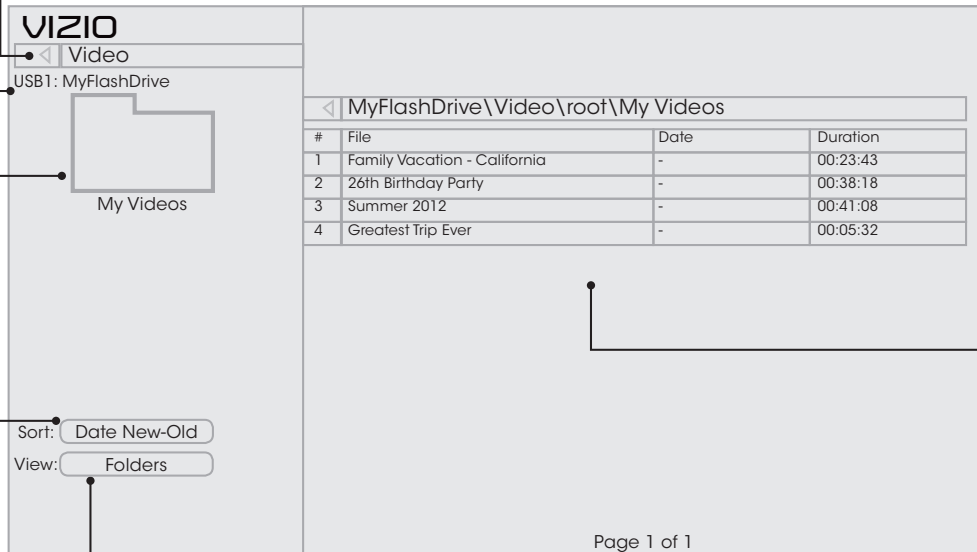 VIZIO
Video
USB1: MyFlashDrive
My Videos
Sort: Date New-Old
View: Folders
MyFlashDrive\Video\root\My Videos
# File Date Duration
1 Family Vacation - California - 00:23:43
2 26th Birthday Party - 00:38:18
3 Summer 2012 - 00:41:08
4 Greatest Trip Ever - 00:05:32
Page 1 of 1